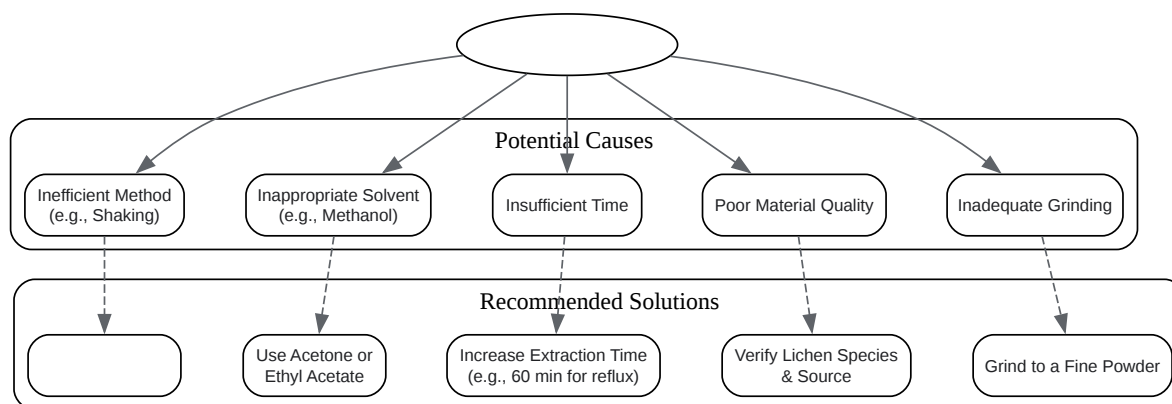 Potential Causes
Inefficient Method
(e.g., Shaking)
Inappropriate Solvent
(e.g., Methanol)
Insufficient Time
Poor Material Quality
Inadequate Grinding
Recommended Solutions
Use Acetone or
Ethyl Acetate
Increase Extraction Time
(e.g., 60 min for reflux)
Verify Lichen Species
& Source
Grind to a Fine Powder